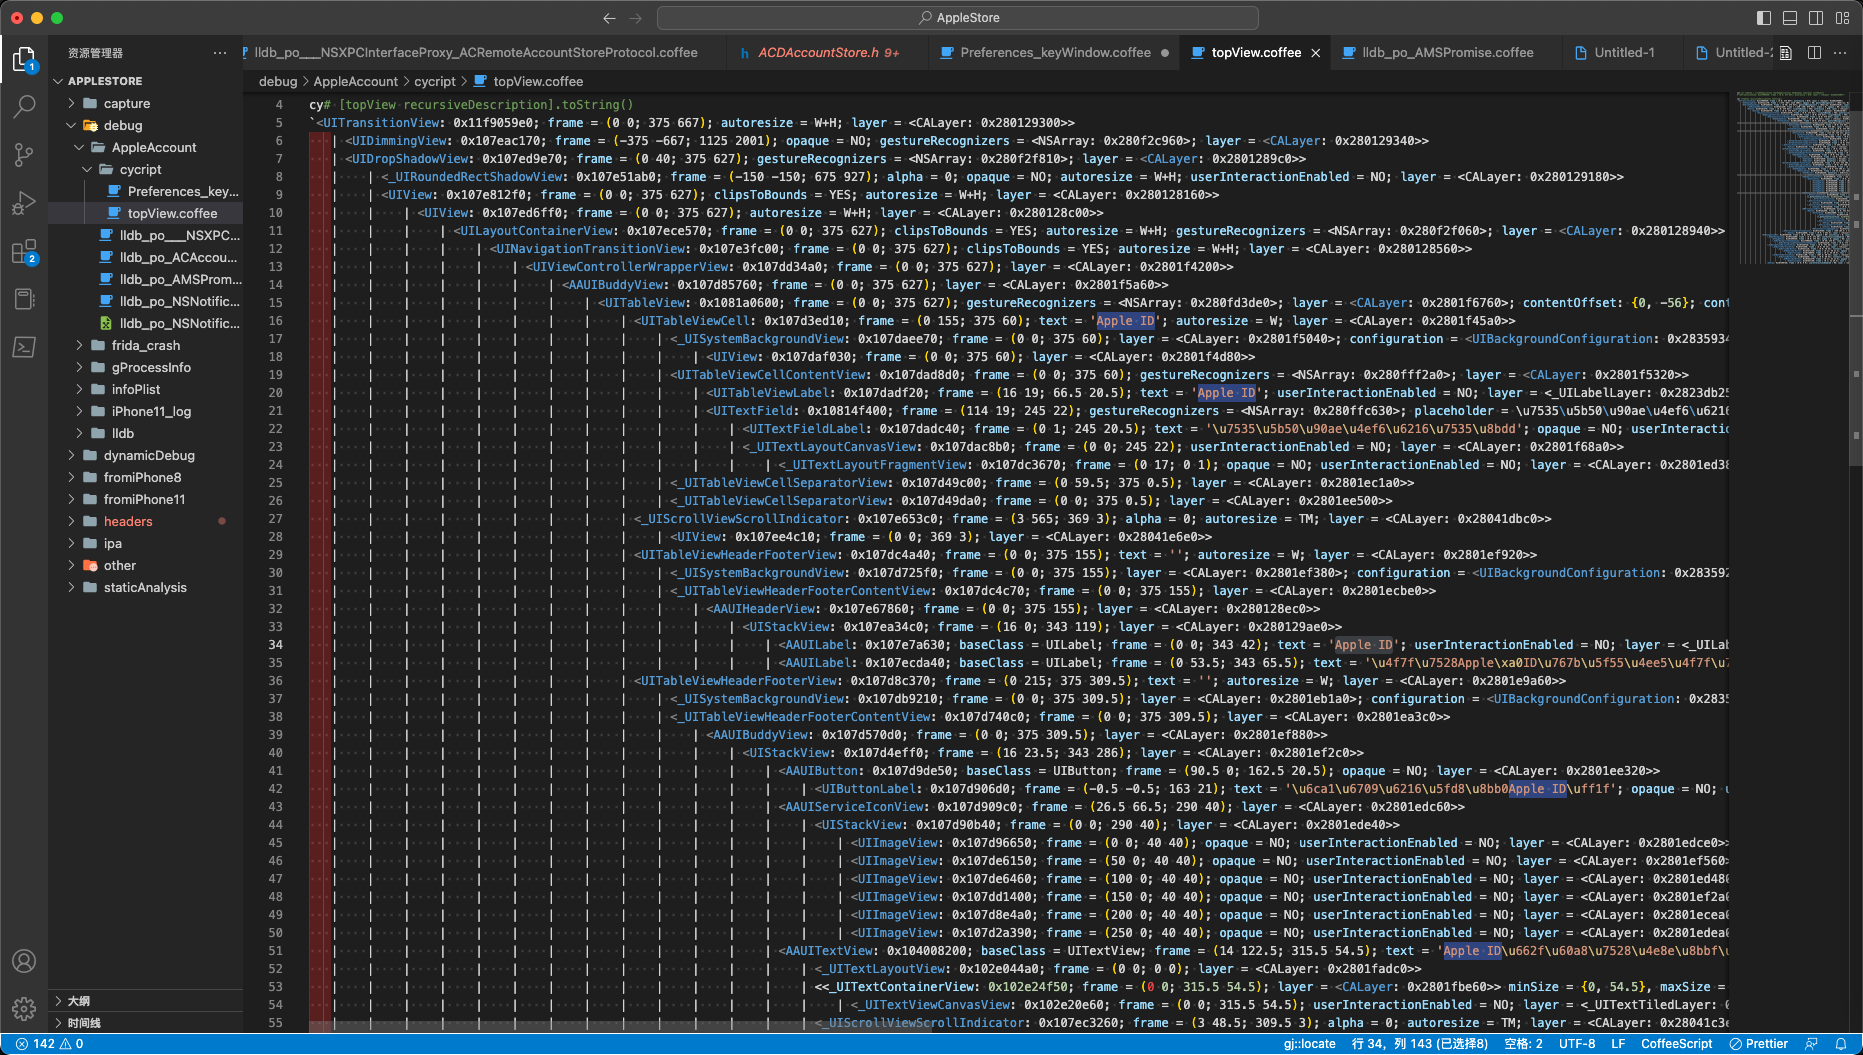 AppleStore
资源管理器
lldb_po___NSXPCInterfaceProxy_ACRemoteAccountStoreProtocol.coffee
ACDAccountStore.h 9+
Preferences_keyWindow.coffee
topView.coffee
lldb_po_AMSPromise.coffee
Untitled-1
Untitled-2
debug > AppleAccount > cycript > topView.coffee
APPLESTORE
capture
debug
AppleAccount
cycript
Preferences_key...
topView.coffee
lldb_po___NSXPC...
lldb_po_ACAccou...
lldb_po_AMSProm...
lldb_po_NSNotific...
lldb_po_NSNotific...
frida_crash
gProcessInfo
infoPlist
iPhone11_log
lldb
dynamicDebug
fromiPhone8
fromiPhone11
headers
ipa
other
staticAnalysis
大纲
时间线
4 cy# [topView recursiveDescription].toString()
5 `<UITransitionView: 0x11f9059e0; frame = (0 0; 375 667); autoresize = W+H; layer = <CALayer: 0x280129300>>
6 | <UIDimmingView: 0x107eac170; frame = (-375 -667; 1125 2001); opaque = NO; gestureRecognizers = <NSArray: 0x280f2c960>; layer = <CALayer: 0x280129340>>
7 | <UIDropShadowView: 0x107ed9e70; frame = (0 40; 375 627); gestureRecognizers = <NSArray: 0x280f2f810>; layer = <CALayer: 0x2801289c0>>
8 | | <_UIRoundedRectShadowView: 0x107e51ab0; frame = (-150 -150; 675 927); alpha = 0; opaque = NO; autoresize = W+H; userInteractionEnabled = NO; layer = <CALayer: 0x280129180>>
9 | | <UIView: 0x107e812f0; frame = (0 0; 375 627); clipsToBounds = YES; autoresize = W+H; layer = <CALayer: 0x280128160>>
10 | | | <UIView: 0x107ed6ff0; frame = (0 0; 375 627); autoresize = W+H; layer = <CALayer: 0x280128c00>>
11 | | | | <UILayoutContainerView: 0x107ece570; frame = (0 0; 375 627); clipsToBounds = YES; autoresize = W+H; gestureRecognizers = <NSArray: 0x280f2f060>; layer = <CALayer: 0x280128940>>
12 | | | | | <UINavigationTransitionView: 0x107e3fc00; frame = (0 0; 375 627); clipsToBounds = YES; autoresize = W+H; layer = <CALayer: 0x280128560>>
13 | | | | | | <UIViewControllerWrapperView: 0x107dd34a0; frame = (0 0; 375 627); layer = <CALayer: 0x2801f4200>>
14 | | | | | | | <AAUIBuddyView: 0x107d85760; frame = (0 0; 375 627); layer = <CALayer: 0x2801f5a60>>
15 | | | | | | | | <UITableView: 0x1081a0600; frame = (0 0; 375 627); gestureRecognizers = <NSArray: 0x280fd3de0>; layer = <CALayer: 0x2801f6760>; contentOffset: {0, -56}; cont
16 | | | | | | | | | <UITableViewCell: 0x107d3ed10; frame = (0 155; 375 60); text = 'Apple ID'; autoresize = W; layer = <CALayer: 0x2801f45a0>>
17 | | | | | | | | | | <_UISystemBackgroundView: 0x107daee70; frame = (0 0; 375 60); layer = <CALayer: 0x2801f5040>; configuration = <UIBackgroundConfiguration: 0x2835934
18 | | | | | | | | | | | <UIView: 0x107daf030; frame = (0 0; 375 60); layer = <CALayer: 0x2801f4d80>>
19 | | | | | | | | | | <UITableViewCellContentView: 0x107dad8d0; frame = (0 0; 375 60); gestureRecognizers = <NSArray: 0x280fff2a0>; layer = <CALayer: 0x2801f5320>>
20 | | | | | | | | | | | <UITableViewLabel: 0x107dadf20; frame = (16 19; 66.5 20.5); text = 'Apple ID'; userInteractionEnabled = NO; layer = <_UILabelLayer: 0x2823db25
21 | | | | | | | | | | | <UITextField: 0x10814f400; frame = (114 19; 245 22); gestureRecognizers = <NSArray: 0x280ffc630>; placeholder = \u7535\u5b50\u90ae\u4ef6\u6216
22 | | | | | | | | | | | | <UITextFieldLabel: 0x107dadc40; frame = (0 1; 245 20.5); text = '\u7535\u5b50\u90ae\u4ef6\u6216\u7535\u8bdd'; opaque = NO; userInteractio
23 | | | | | | | | | | | | <_UITextLayoutCanvasView: 0x107dac8b0; frame = (0 0; 245 22); userInteractionEnabled = NO; layer = <CALayer: 0x2801f68a0>>
24 | | | | | | | | | | | | | <_UITextLayoutFragmentView: 0x107dc3670; frame = (0 17; 0 1); opaque = NO; userInteractionEnabled = NO; layer = <CALayer: 0x2801ed38
25 | | | | | | | | | | <_UITableViewCellSeparatorView: 0x107d49c00; frame = (0 59.5; 375 0.5); layer = <CALayer: 0x2801ec1a0>>
26 | | | | | | | | | | <_UITableViewCellSeparatorView: 0x107d49da0; frame = (0 0; 375 0.5); layer = <CALayer: 0x2801ee500>>
27 | | | | | | | | | <_UIScrollViewScrollIndicator: 0x107e653c0; frame = (3 565; 369 3); alpha = 0; autoresize = TM; layer = <CALayer: 0x28041dbc0>>
28 | | | | | | | | | | <UIView: 0x107ee4c10; frame = (0 0; 369 3); layer = <CALayer: 0x28041e6e0>>
29 | | | | | | | | | <UITableViewHeaderFooterView: 0x107dc4a40; frame = (0 0; 375 155); text = ''; autoresize = W; layer = <CALayer: 0x2801ef920>>
30 | | | | | | | | | | <_UISystemBackgroundView: 0x107d725f0; frame = (0 0; 375 155); layer = <CALayer: 0x2801ef380>; configuration = <UIBackgroundConfiguration: 0x283592
31 | | | | | | | | | | <_UITableViewHeaderFooterContentView: 0x107dc4c70; frame = (0 0; 375 155); layer = <CALayer: 0x2801ecbe0>>
32 | | | | | | | | | | | <AAUIHeaderView: 0x107e67860; frame = (0 0; 375 155); layer = <CALayer: 0x280128ec0>>
33 | | | | | | | | | | | | <UIStackView: 0x107ea34c0; frame = (16 0; 343 119); layer = <CALayer: 0x280129ae0>>
34 | | | | | | | | | | | | | <AAUILabel: 0x107e7a630; baseClass = UILabel; frame = (0 0; 343 42); text = 'Apple ID'; userInteractionEnabled = NO; layer = <_UILab
35 | | | | | | | | | | | | | <AAUILabel: 0x107ecda40; baseClass = UILabel; frame = (0 53.5; 343 65.5); text = '\u4f7f\u7528Apple\xa0ID\u767b\u5f55\u4ee5\u4f7f\u7
36 | | | | | | | | | <UITableViewHeaderFooterView: 0x107d8c370; frame = (0 215; 375 309.5); text = ''; autoresize = W; layer = <CALayer: 0x2801e9a60>>
37 | | | | | | | | | | <_UISystemBackgroundView: 0x107db9210; frame = (0 0; 375 309.5); layer = <CALayer: 0x2801eb1a0>; configuration = <UIBackgroundConfiguration: 0x2835
38 | | | | | | | | | | <_UITableViewHeaderFooterContentView: 0x107d740c0; frame = (0 0; 375 309.5); layer = <CALayer: 0x2801ea3c0>>
39 | | | | | | | | | | | <AAUIBuddyView: 0x107d570d0; frame = (0 0; 375 309.5); layer = <CALayer: 0x2801ef880>>
40 | | | | | | | | | | | | <UIStackView: 0x107d4eff0; frame = (16 23.5; 343 286); layer = <CALayer: 0x2801ef2c0>>
41 | | | | | | | | | | | | | <AAUIButton: 0x107d9de50; baseClass = UIButton; frame = (90.5 0; 162.5 20.5); opaque = NO; layer = <CALayer: 0x2801ee320>>
42 | | | | | | | | | | | | | | <UIButtonLabel: 0x107d906d0; frame = (-0.5 -0.5; 163 21); text = '\u6ca1\u6709\u6216\u5fd8\u8bb0Apple ID\uff1f'; opaque = NO; u
43 | | | | | | | | | | | | | <AAUIServiceIconView: 0x107d909c0; frame = (26.5 66.5; 290 40); layer = <CALayer: 0x2801edc60>>
44 | | | | | | | | | | | | | | <UIStackView: 0x107d90b40; frame = (0 0; 290 40); layer = <CALayer: 0x2801ede40>>
45 | | | | | | | | | | | | | | | <UIImageView: 0x107d96650; frame = (0 0; 40 40); opaque = NO; userInteractionEnabled = NO; layer = <CALayer: 0x2801edce0>>
46 | | | | | | | | | | | | | | | <UIImageView: 0x107de6150; frame = (50 0; 40 40); opaque = NO; userInteractionEnabled = NO; layer = <CALayer: 0x2801ef560>
47 | | | | | | | | | | | | | | | <UIImageView: 0x107de6460; frame = (100 0; 40 40); opaque = NO; userInteractionEnabled = NO; layer = <CALayer: 0x2801ed480
48 | | | | | | | | | | | | | | | <UIImageView: 0x107dd1400; frame = (150 0; 40 40); opaque = NO; userInteractionEnabled = NO; layer = <CALayer: 0x2801ef2a0
49 | | | | | | | | | | | | | | | <UIImageView: 0x107d8e4a0; frame = (200 0; 40 40); opaque = NO; userInteractionEnabled = NO; layer = <CALayer: 0x2801ecea0
50 | | | | | | | | | | | | | | | <UIImageView: 0x107d2a390; frame = (250 0; 40 40); opaque = NO; userInteractionEnabled = NO; layer = <CALayer: 0x2801edea0
51 | | | | | | | | | | | | | <AAUITextView: 0x104008200; baseClass = UITextView; frame = (14 122.5; 315.5 54.5); text = 'Apple ID\u662f\u60a8\u7528\u4e8e\u8bbf\u
52 | | | | | | | | | | | | | | <_UITextLayoutView: 0x102e044a0; frame = (0 0; 0 0); layer = <CALayer: 0x2801fadc0>>
53 | | | | | | | | | | | | | | <<_UITextContainerView: 0x102e24f50; frame = (0 0; 315.5 54.5); layer = <CALayer: 0x2801fbe60>> minSize = {0, 54.5}, maxSize =
54 | | | | | | | | | | | | | | | <_UITextViewCanvasView: 0x102e20e60; frame = (0 0; 315.5 54.5); userInteractionEnabled = NO; layer = <_UITextTiledLayer: 0
55 | | | | | | | | | | | | | | <_UIScrollViewScrollIndicator: 0x107ec3260; frame = (3 48.5; 309.5 3); alpha = 0; autoresize = TM; layer = <CALayer: 0x28041c3e
142 0
gj::locate 行 34，列 143 (已选择8) 空格: 2 UTF-8 LF CoffeeScript Prettier